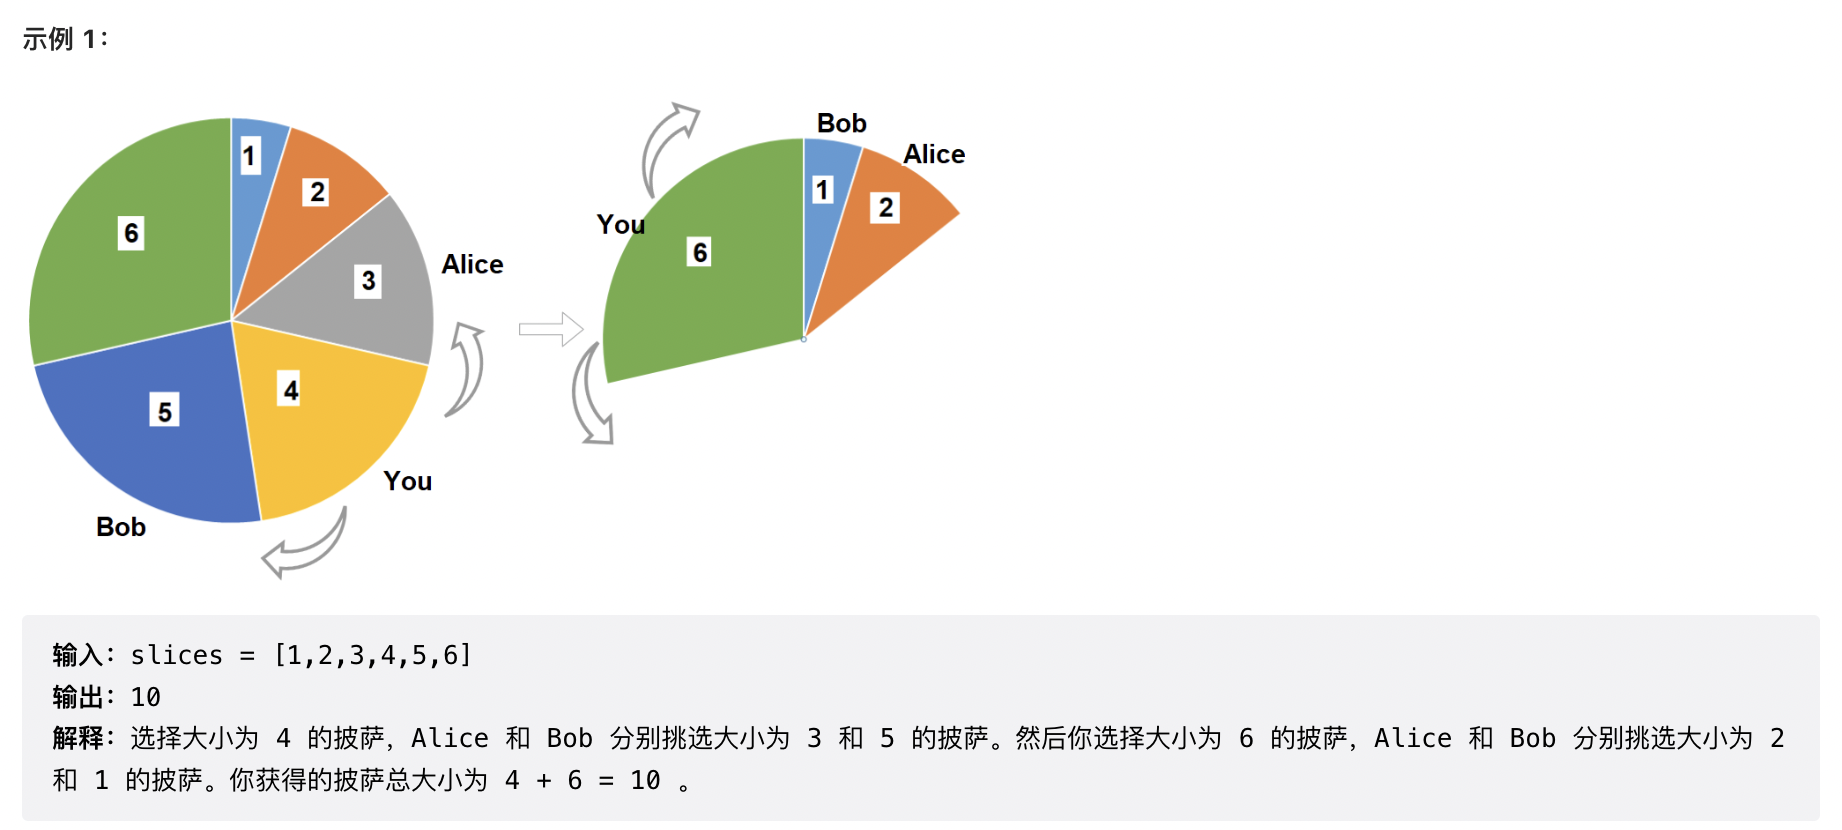 示例 1：
1
2
6
3
Alice
5
4
You
Bob
Bob
Alice
You
1
2
6
输入：slices = [1,2,3,4,5,6]
输出：10
解释：选择大小为 4 的披萨，Alice 和 Bob 分别挑选大小为 3 和 5 的披萨。然后你选择大小为 6 的披萨，Alice 和 Bob 分别挑选大小为 2
和 1 的披萨。你获得的披萨总大小为 4 + 6 = 10 。